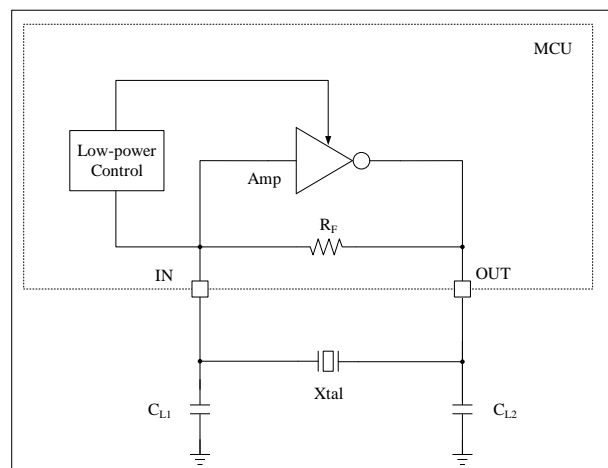 MCU
Low-power
Control
Amp
R_F
IN
OUT
Xtal
C_L1
C_L2